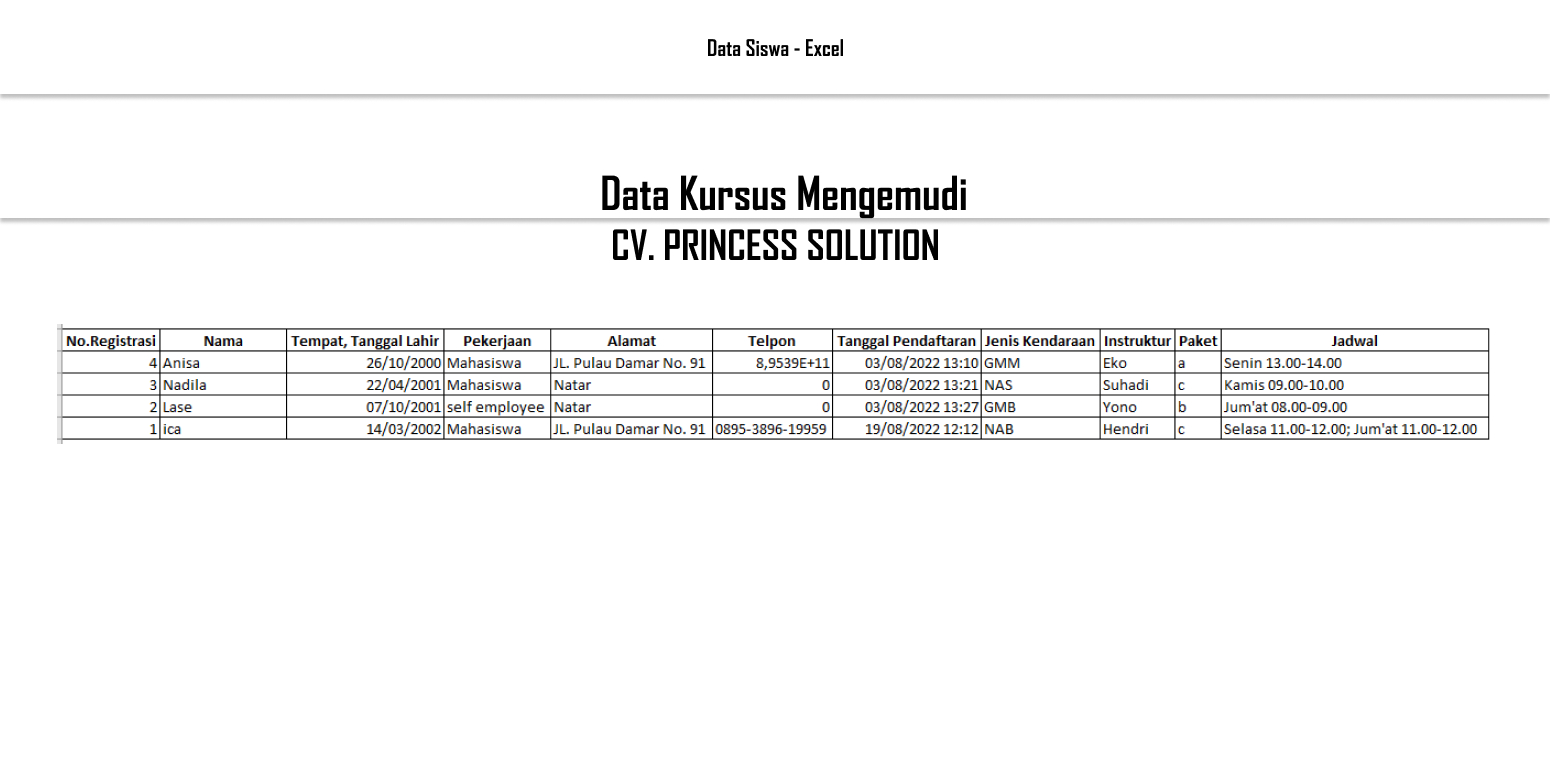 Data Siswa - Excel
Data Kursus Mengemudi
CV. PRINCESS SOLUTION
No.Registrasi Nama Tempat, Tanggal Lahir Pekerjaan Alamat Telpon Tanggal Pendaftaran Jenis Kendaraan Instruktur Paket Jadwal
4 Anisa 26/10/2000 Mahasiswa JL. Pulau Damar No. 91 8,9539E+11 03/08/2022 13:10 GMM Eko a Senin 13.00-14.00
3 Nadila 22/04/2001 Mahasiswa Natar 0 03/08/2022 13:21 NAS Suhadi c Kamis 09.00-10.00
2 Lase 07/10/2001 self employee Natar 0 03/08/2022 13:27 GMB Yono b Jum'at 08.00-09.00
1 ica 14/03/2002 Mahasiswa JL. Pulau Damar No. 91 0895-3896-19959 19/08/2022 12:12 NAB Hendri c Selasa 11.00-12.00; Jum'at 11.00-12.00